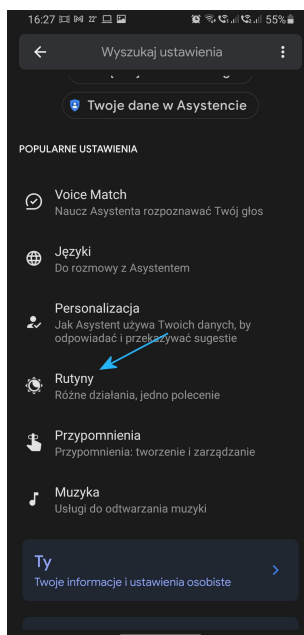 16:27 22° 55%
Wyszukaj ustawienia
Twoje dane w Asystencie
POPULARNE USTAWIENIA
Voice Match
Naucz Asystenta rozpoznawać Twój głos
Języki
Do rozmowy z Asystentem
Personalizacja
Jak Asystent używa Twoich danych, by
odpowiadać i przekazywać sugestie
Rutyny
Różne działania, jedno polecenie
Przypomnienia
Przypomnienia: tworzenie i zarządzanie
Muzyka
Usługi do odtwarzania muzyki
Ty
Twoje informacje i ustawienia osobiste